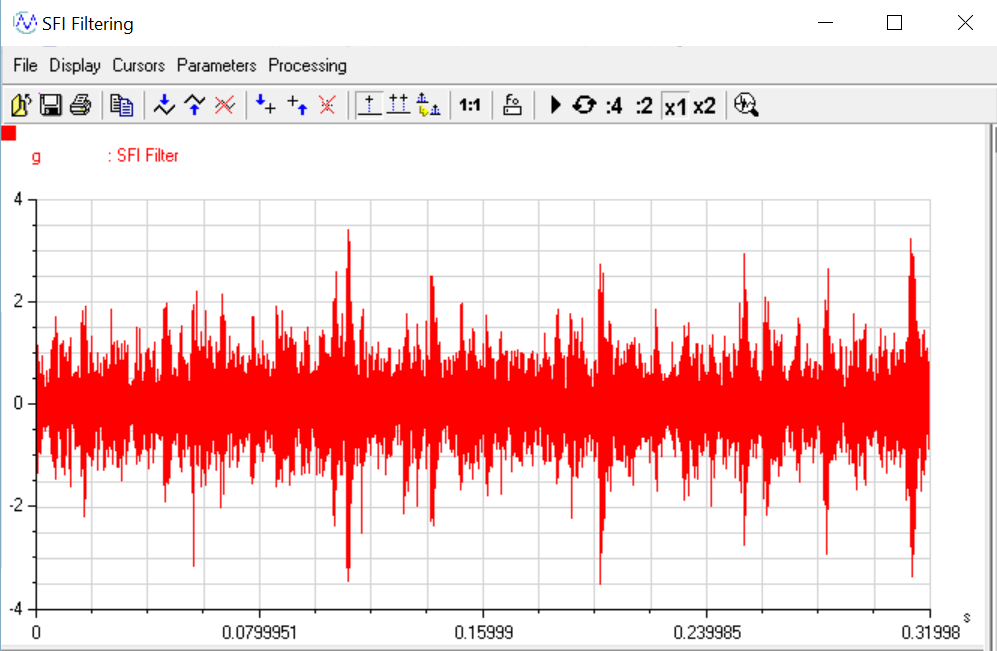 SFI Filtering
File Display Cursors Parameters Processing
1:1 :4 :2 x1 x2
g : SFI Filter
4
2
0
-2
-4
0 0.0799951 0.15999 0.239985 0.31998
s